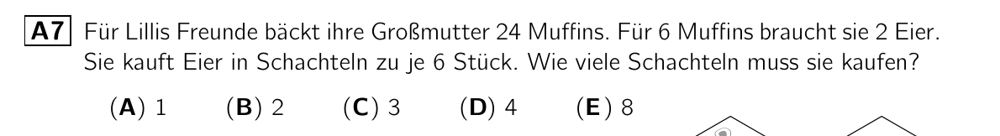 A7 Für Lillis Freunde bäckt ihre Großmutter 24 Muffins. Für 6 Muffins braucht sie 2 Eier.
Sie kauft Eier in Schachteln zu je 6 Stück. Wie viele Schachteln muss sie kaufen?
(A) 1 (B) 2 (C) 3 (D) 4 (E) 8